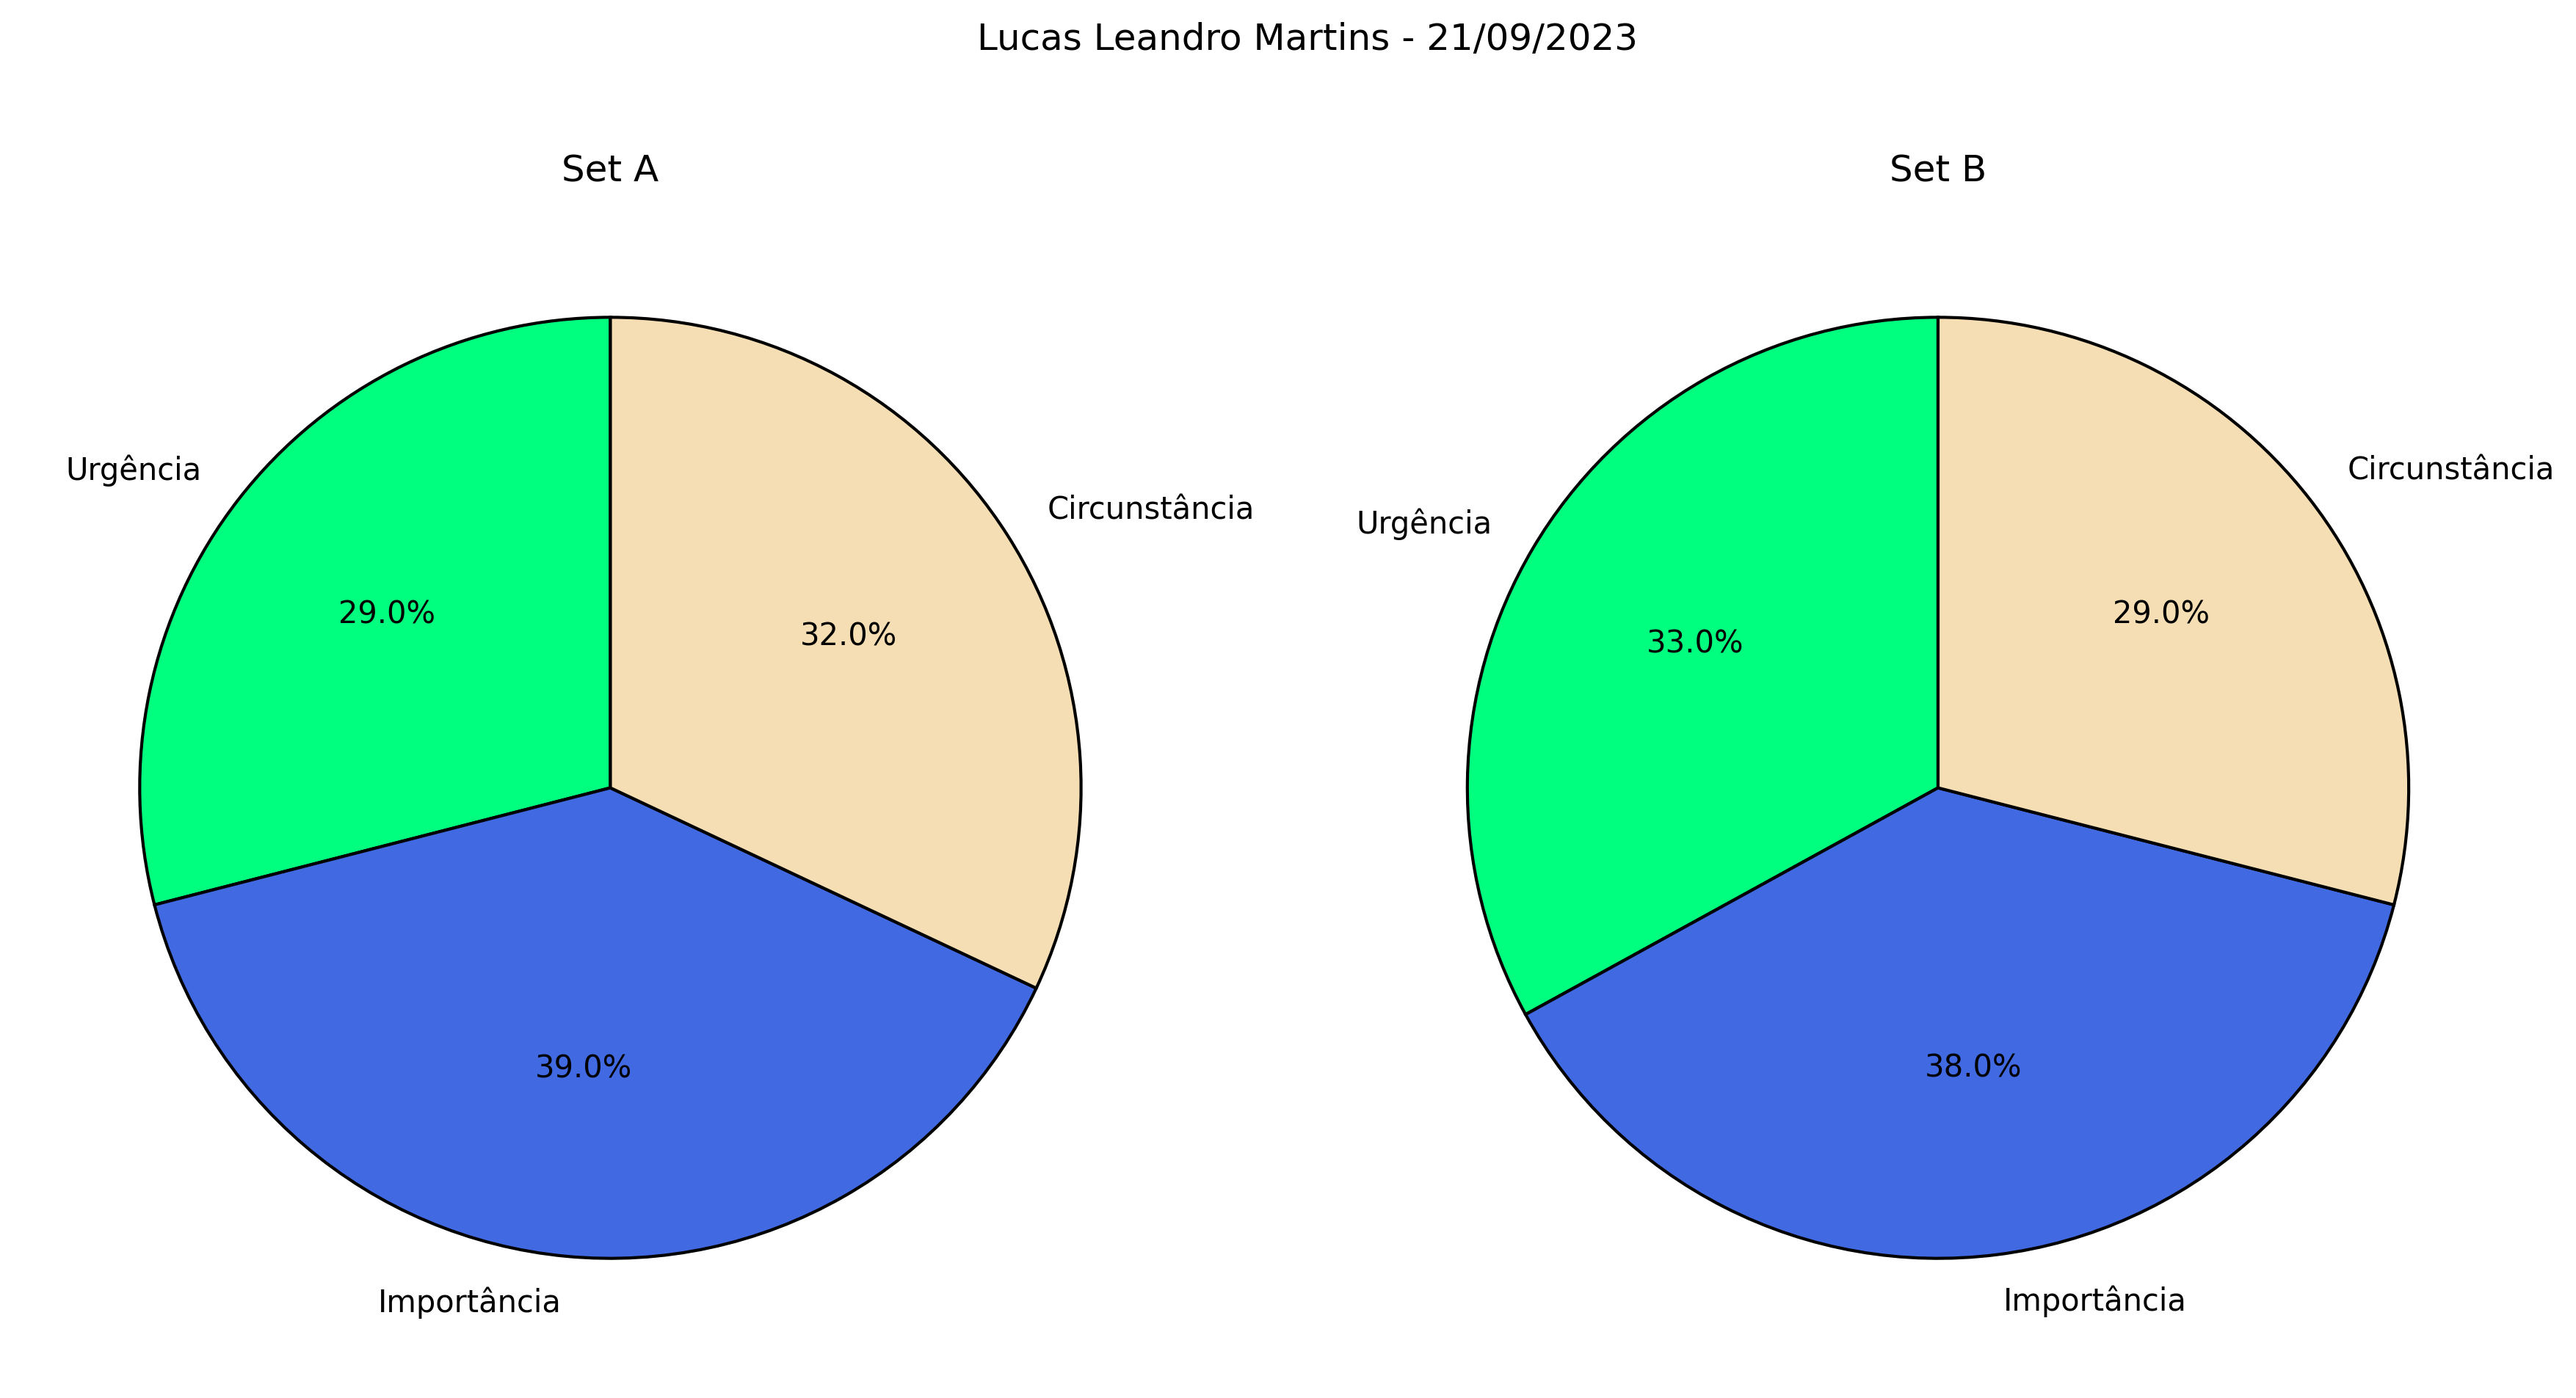 Lucas Leandro Martins - 21/09/2023
Set A
Urgência
29.0%
Circunstância
32.0%
39.0%
Importância
Set B
Urgência
33.0%
Circunstância
29.0%
38.0%
Importância